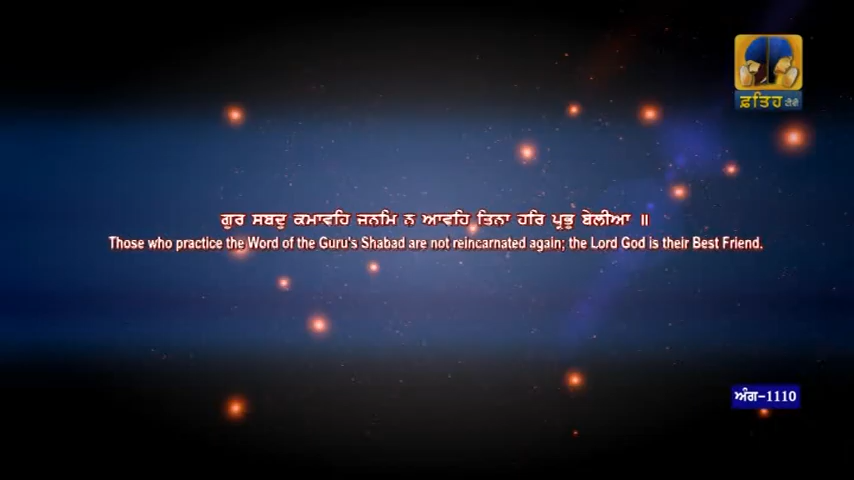 ਫ਼ਤਿਹ ਟੀਵੀ
ਗੁਰ ਸਬਦੁ ਕਮਾਵਹਿ ਜਨਮਿ ਨ ਆਵਹਿ ਤਿਨਾ ਹਰਿ ਪ੍ਰਭੁ ਬੇਲੀਆ ॥
Those who practice the Word of the Guru's Shabad are not reincarnated again; the Lord God is their Best Friend.
ਅੰਗ-1110